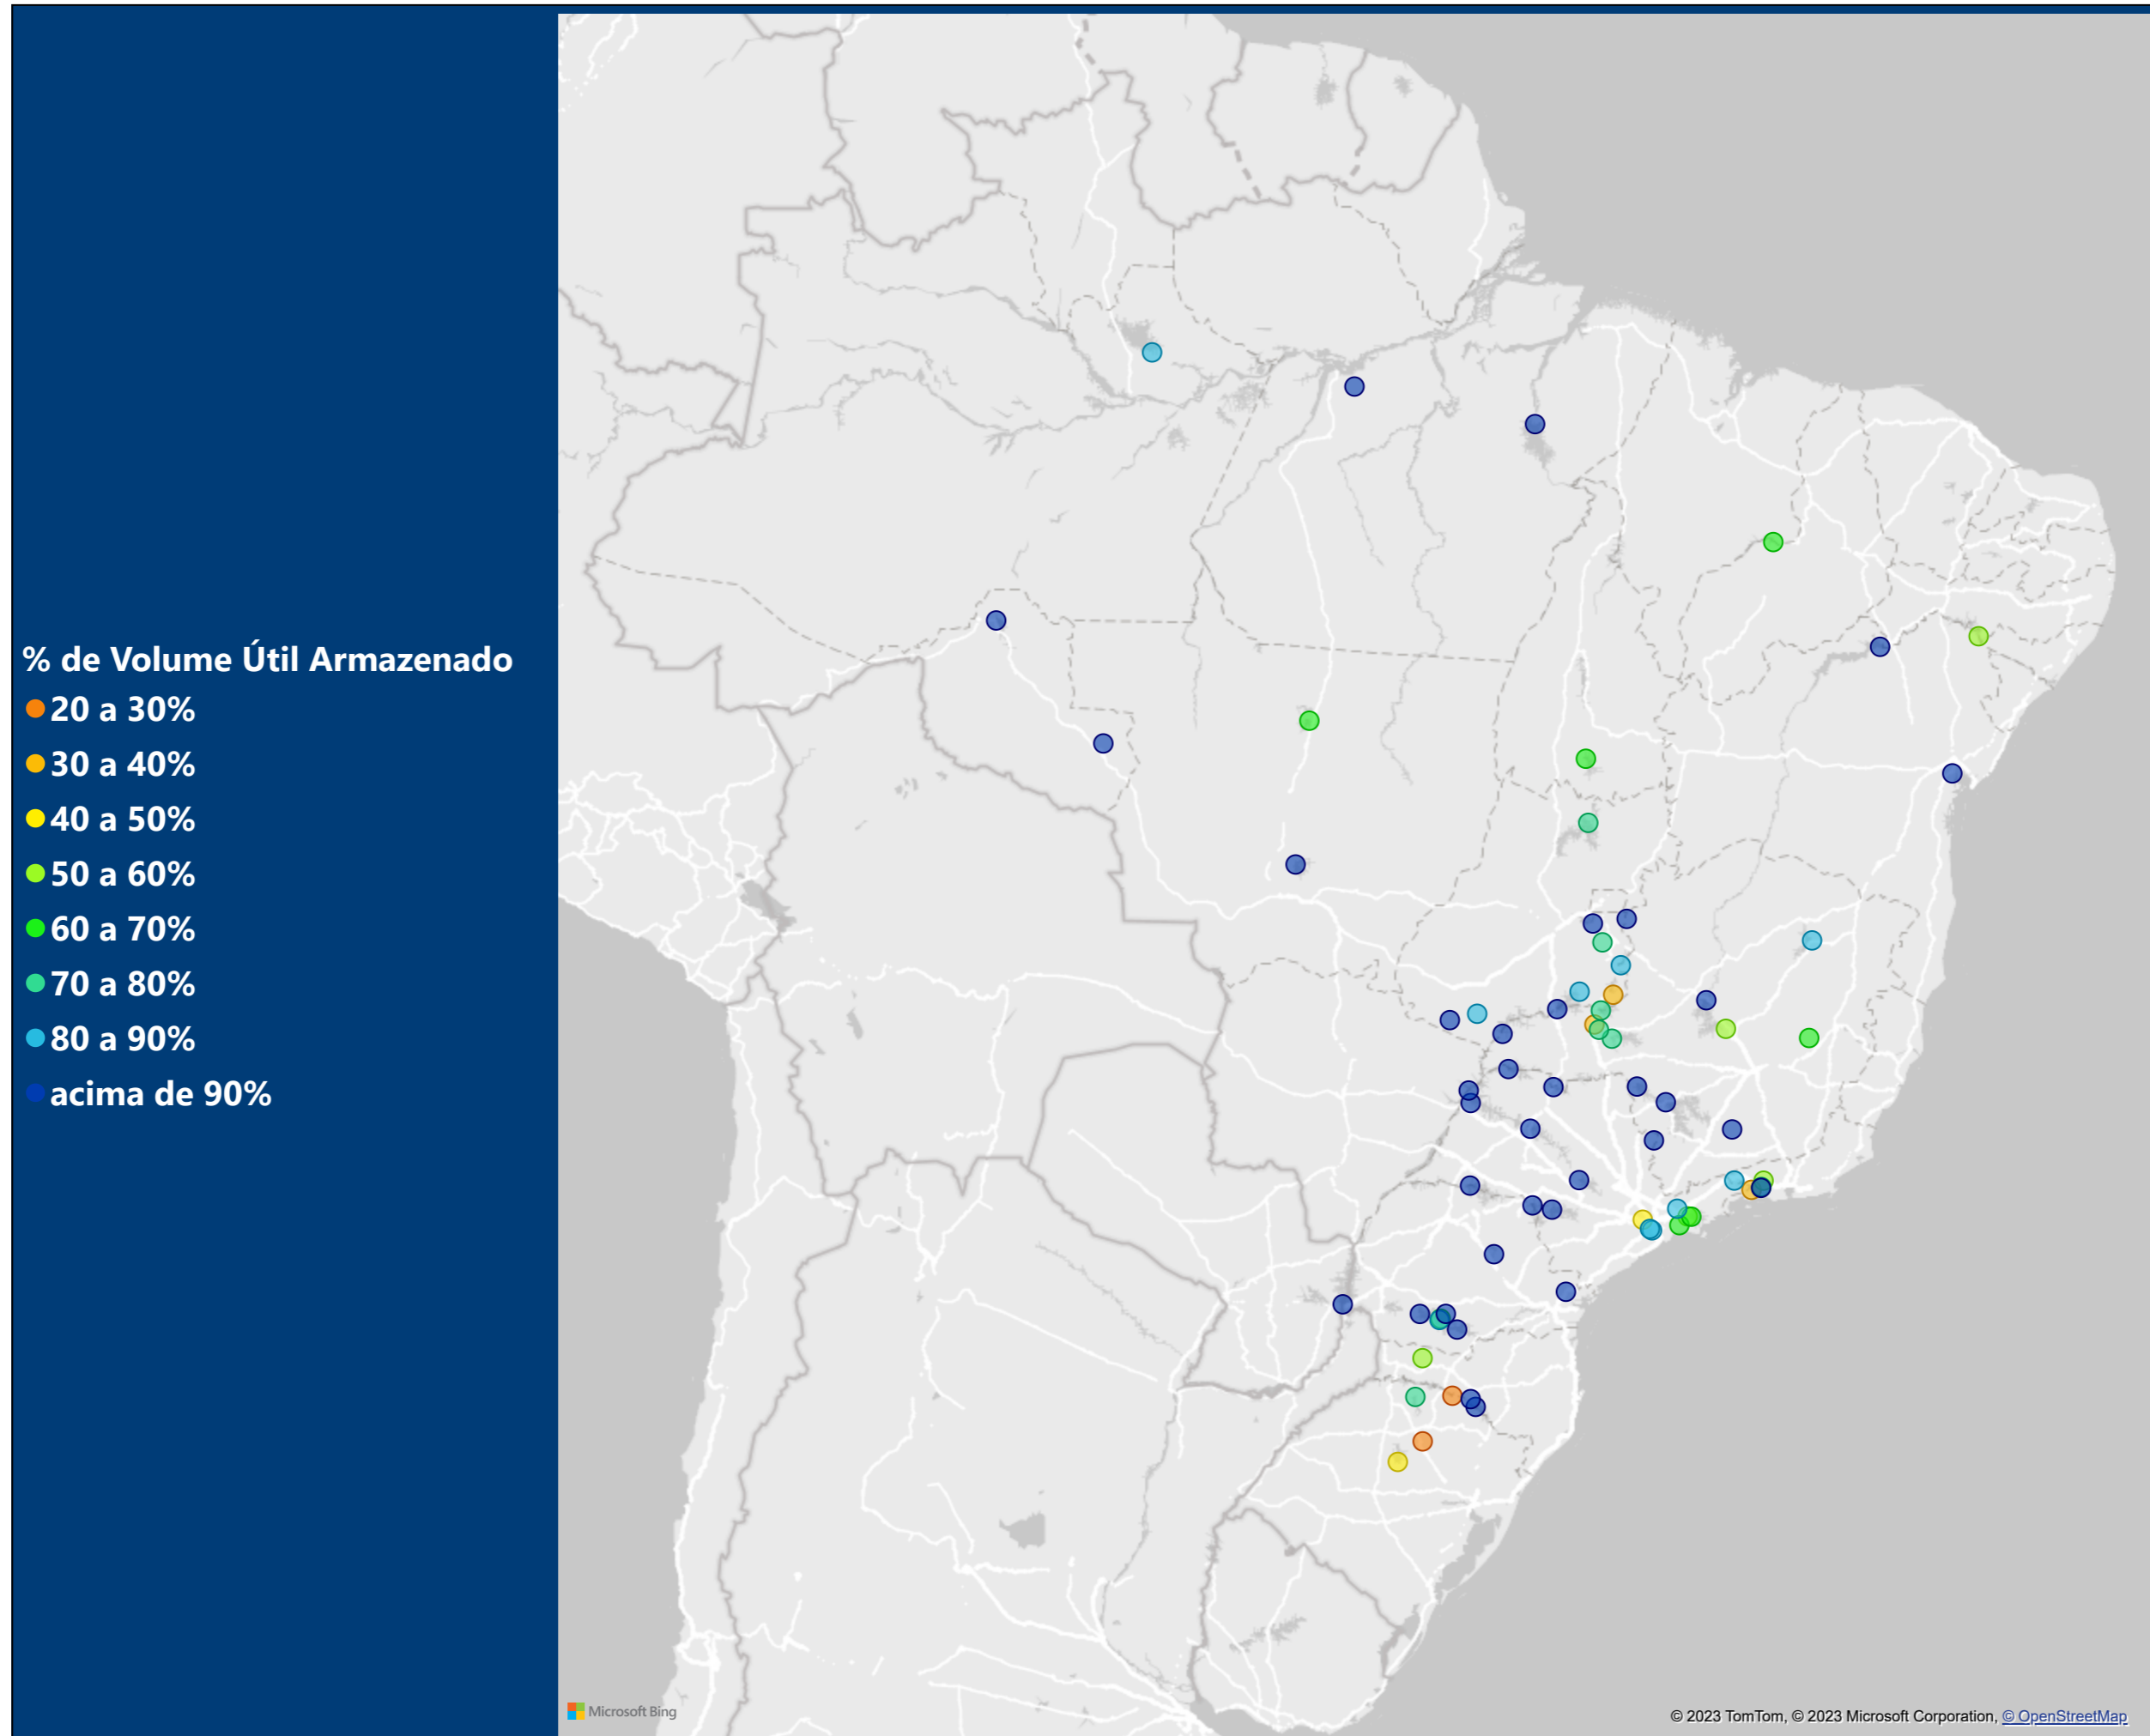 % de Volume Útil Armazenado
20 a 30%
30 a 40%
40 a 50%
50 a 60%
60 a 70%
70 a 80%
80 a 90%
acima de 90%
Microsoft Bing
© 2023 TomTom, © 2023 Microsoft Corporation, © OpenStreetMap